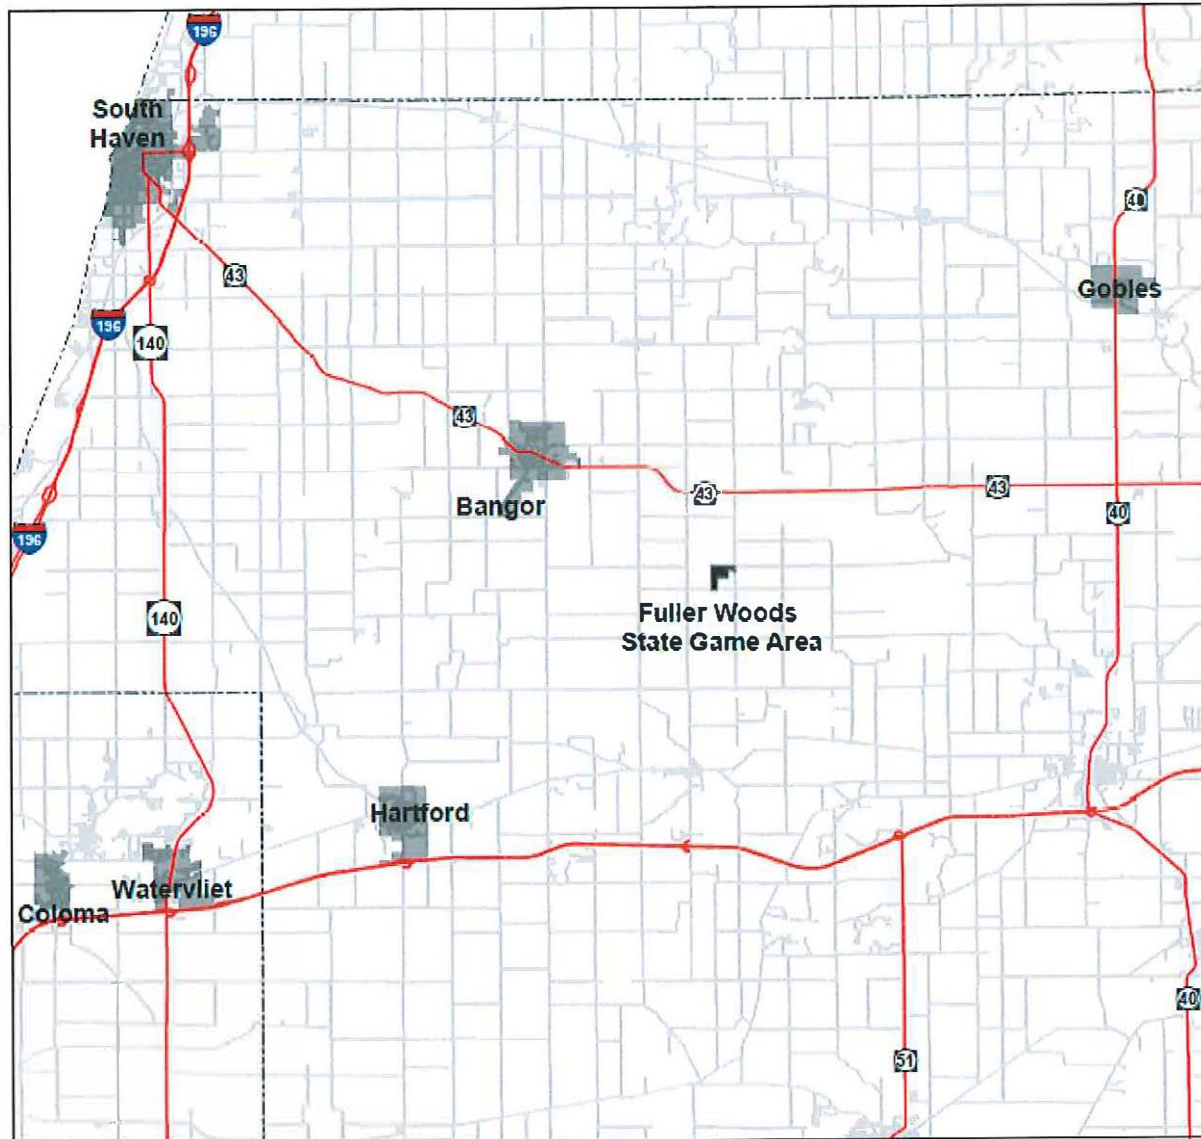 196
South
Haven
40
43
Gobles
196
140
43
Bangor
43
43
40
196
Fuller Woods
State Game Area
140
Hartford
Watervliet
Coloma
40
51